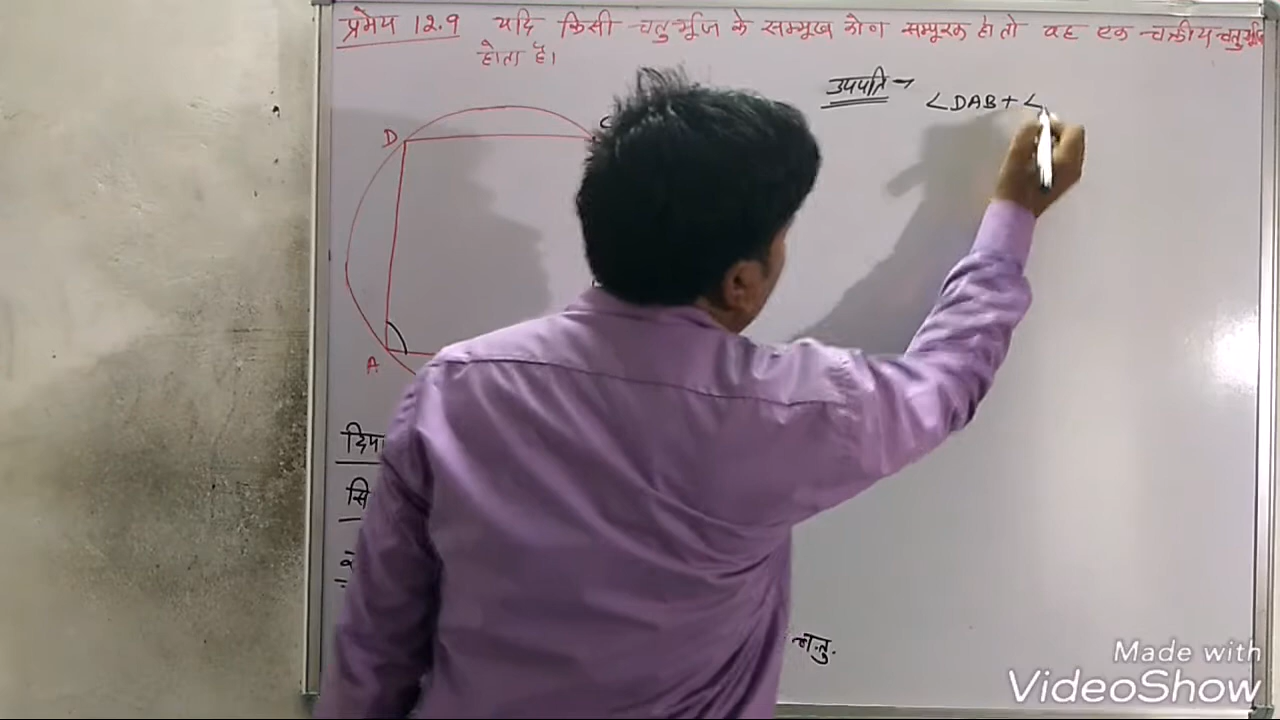 प्रमेय 12.9 यदि किसी चतुर्भुज के सम्मुख कोण सम्पूरक हो तो वह एक चक्रीय चतुर्भुज
होता है।
उपपति →
∠DAB + ∠
D
C
A
च.तु.
Made with
VideoShow